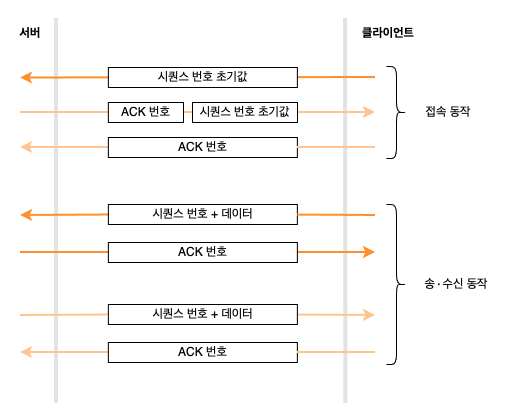 서버
클라이언트
시퀀스 번호 초기값
ACK 번호
시퀀스 번호 초기값
접속 동작
ACK 번호
시퀀스 번호 + 데이터
ACK 번호
송·수신 동작
시퀀스 번호 + 데이터
ACK 번호